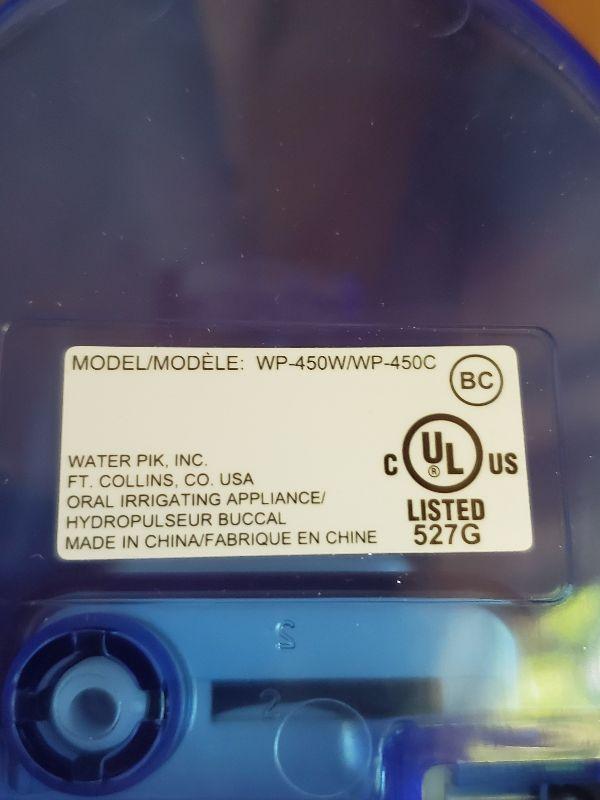 MODEL/MODÈLE: WP-450W/WP-450C
BC
WATER PIK, INC.
FT. COLLINS, CO. USA
ORAL IRRIGATING APPLIANCE/
HYDROPULSEUR BUCCAL
MADE IN CHINA/FABRIQUE EN CHINE
C UL® US
LISTED
527G
2